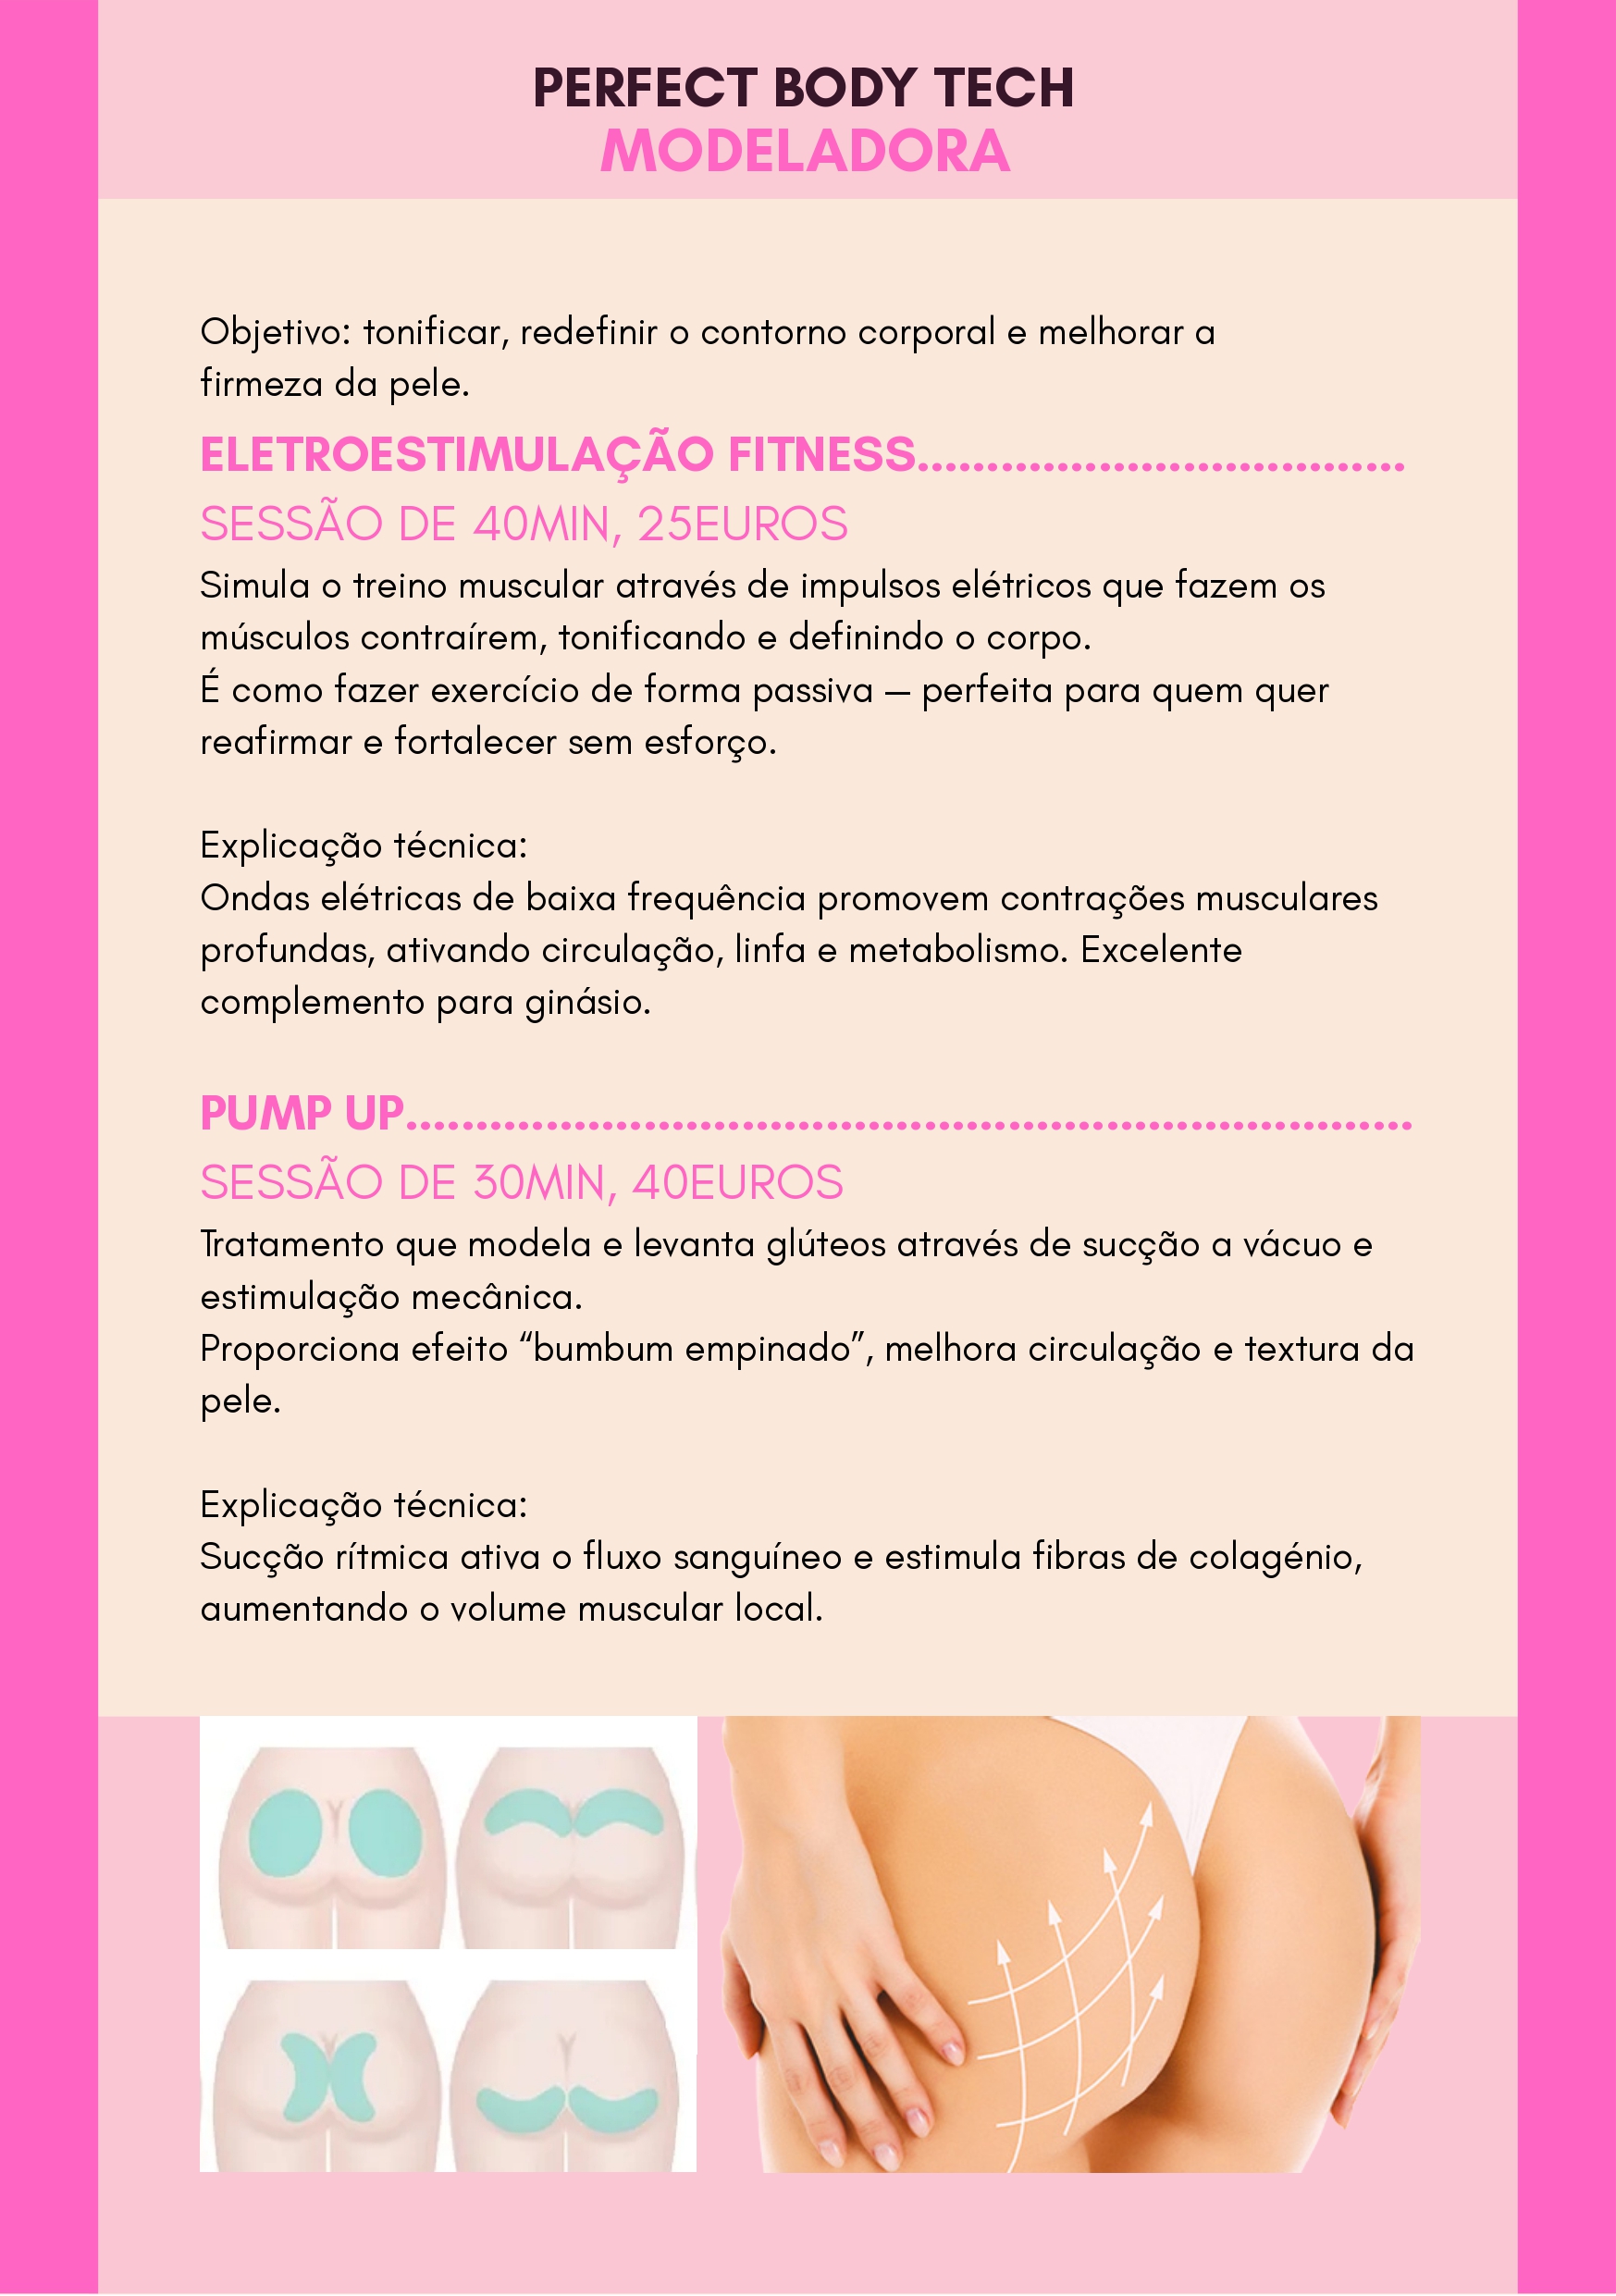 PERFECT BODY TECH
MODELADORA
Objetivo: tonificar, redefinir o contorno corporal e melhorar a
firmeza da pele.
ELETROESTIMULAÇÃO FITNESS...................................
SESSÃO DE 40MIN, 25EUROS
Simula o treino muscular através de impulsos elétricos que fazem os
músculos contraírem, tonificando e definindo o corpo.
É como fazer exercício de forma passiva — perfeita para quem quer
reafirmar e fortalecer sem esforço.
Explicação técnica:
Ondas elétricas de baixa frequência promovem contrações musculares
profundas, ativando circulação, linfa e metabolismo. Excelente
complemento para ginásio.
PUMP UP........................................................................
SESSÃO DE 30MIN, 40EUROS
Tratamento que modela e levanta glúteos através de sucção a vácuo e
estimulação mecânica.
Proporciona efeito “bumbum empinado”, melhora circulação e textura da
pele.
Explicação técnica:
Sucção rítmica ativa o fluxo sanguíneo e estimula fibras de colagénio,
aumentando o volume muscular local.